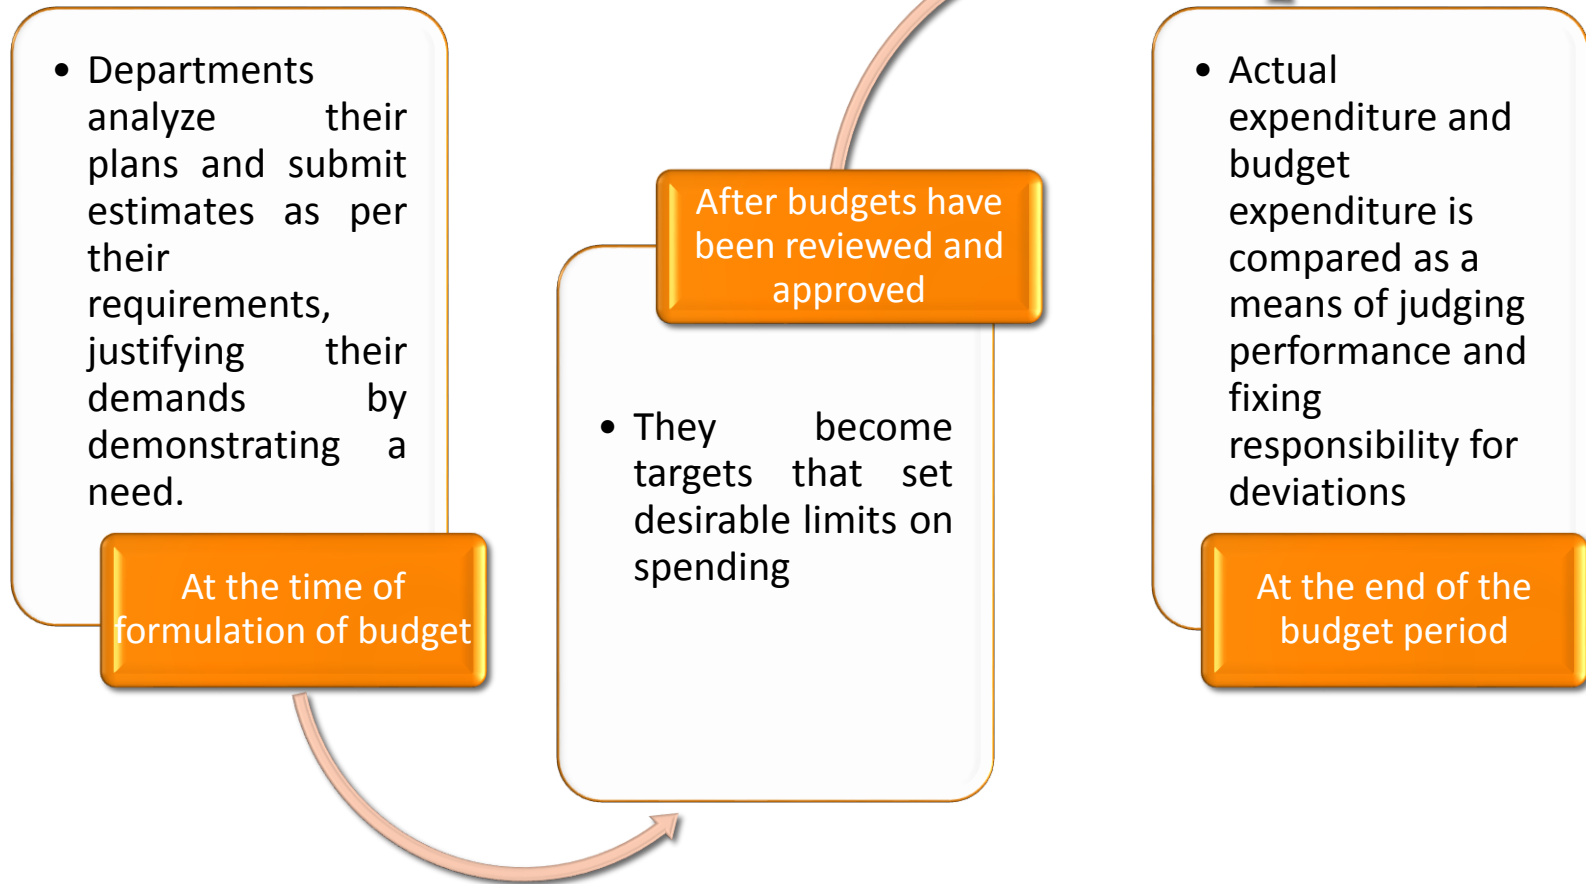 • Departments
analyze their
plans and submit
estimates as per
their
requirements,
justifying their
demands by
demonstrating a
need.
At the time of
formulation of budget
After budgets have
been reviewed and
approved
• They become
targets that set
desirable limits on
spending
• Actual
expenditure and
budget
expenditure is
compared as a
means of judging
performance and
fixing
responsibility for
deviations
At the end of the
budget period